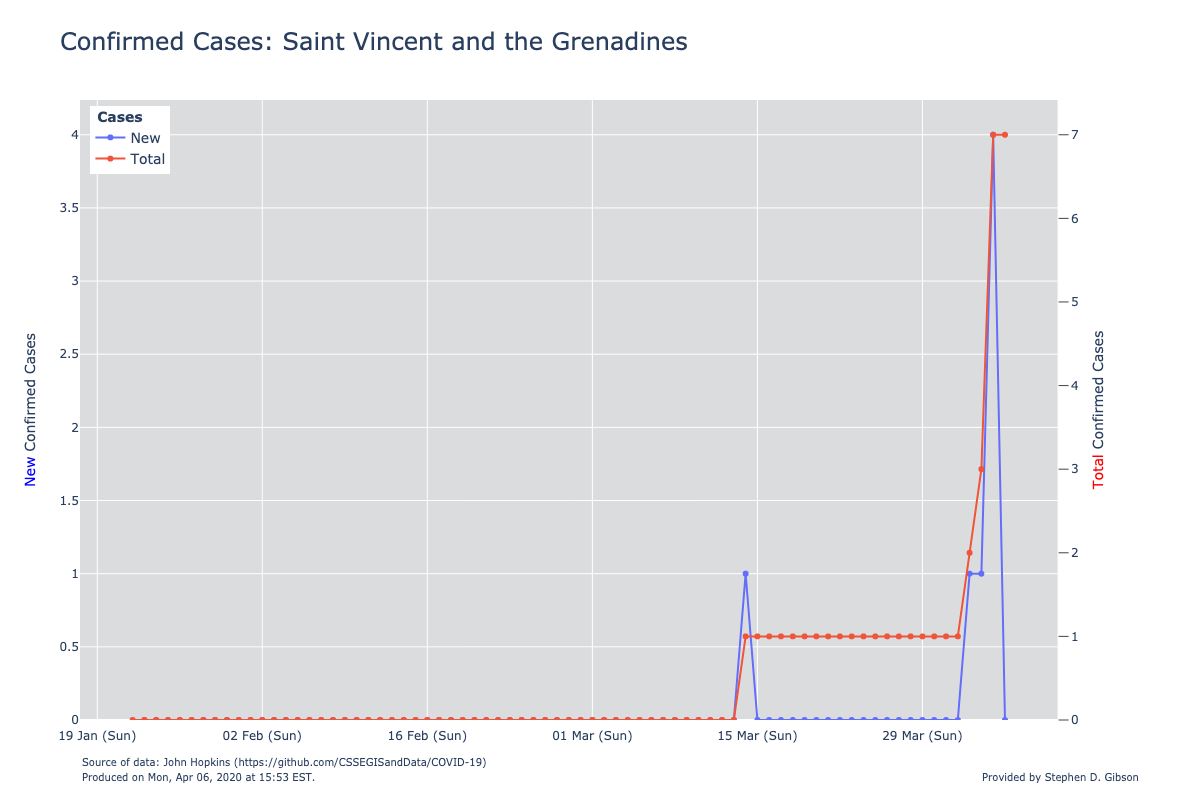 Confirmed Cases: Saint Vincent and the Grenadines
Cases
New
Total
4
3.5
3
2.5
2
1.5
1
0.5
0
New Confirmed Cases
7
6
5
4
3
2
1
0
Total Confirmed Cases
19 Jan (Sun)
02 Feb (Sun)
16 Feb (Sun)
01 Mar (Sun)
15 Mar (Sun)
29 Mar (Sun)
Source of data: John Hopkins (https://github.com/CSSEGISandData/COVID-19)
Produced on Mon, Apr 06, 2020 at 15:53 EST.
Provided by Stephen D. Gibson